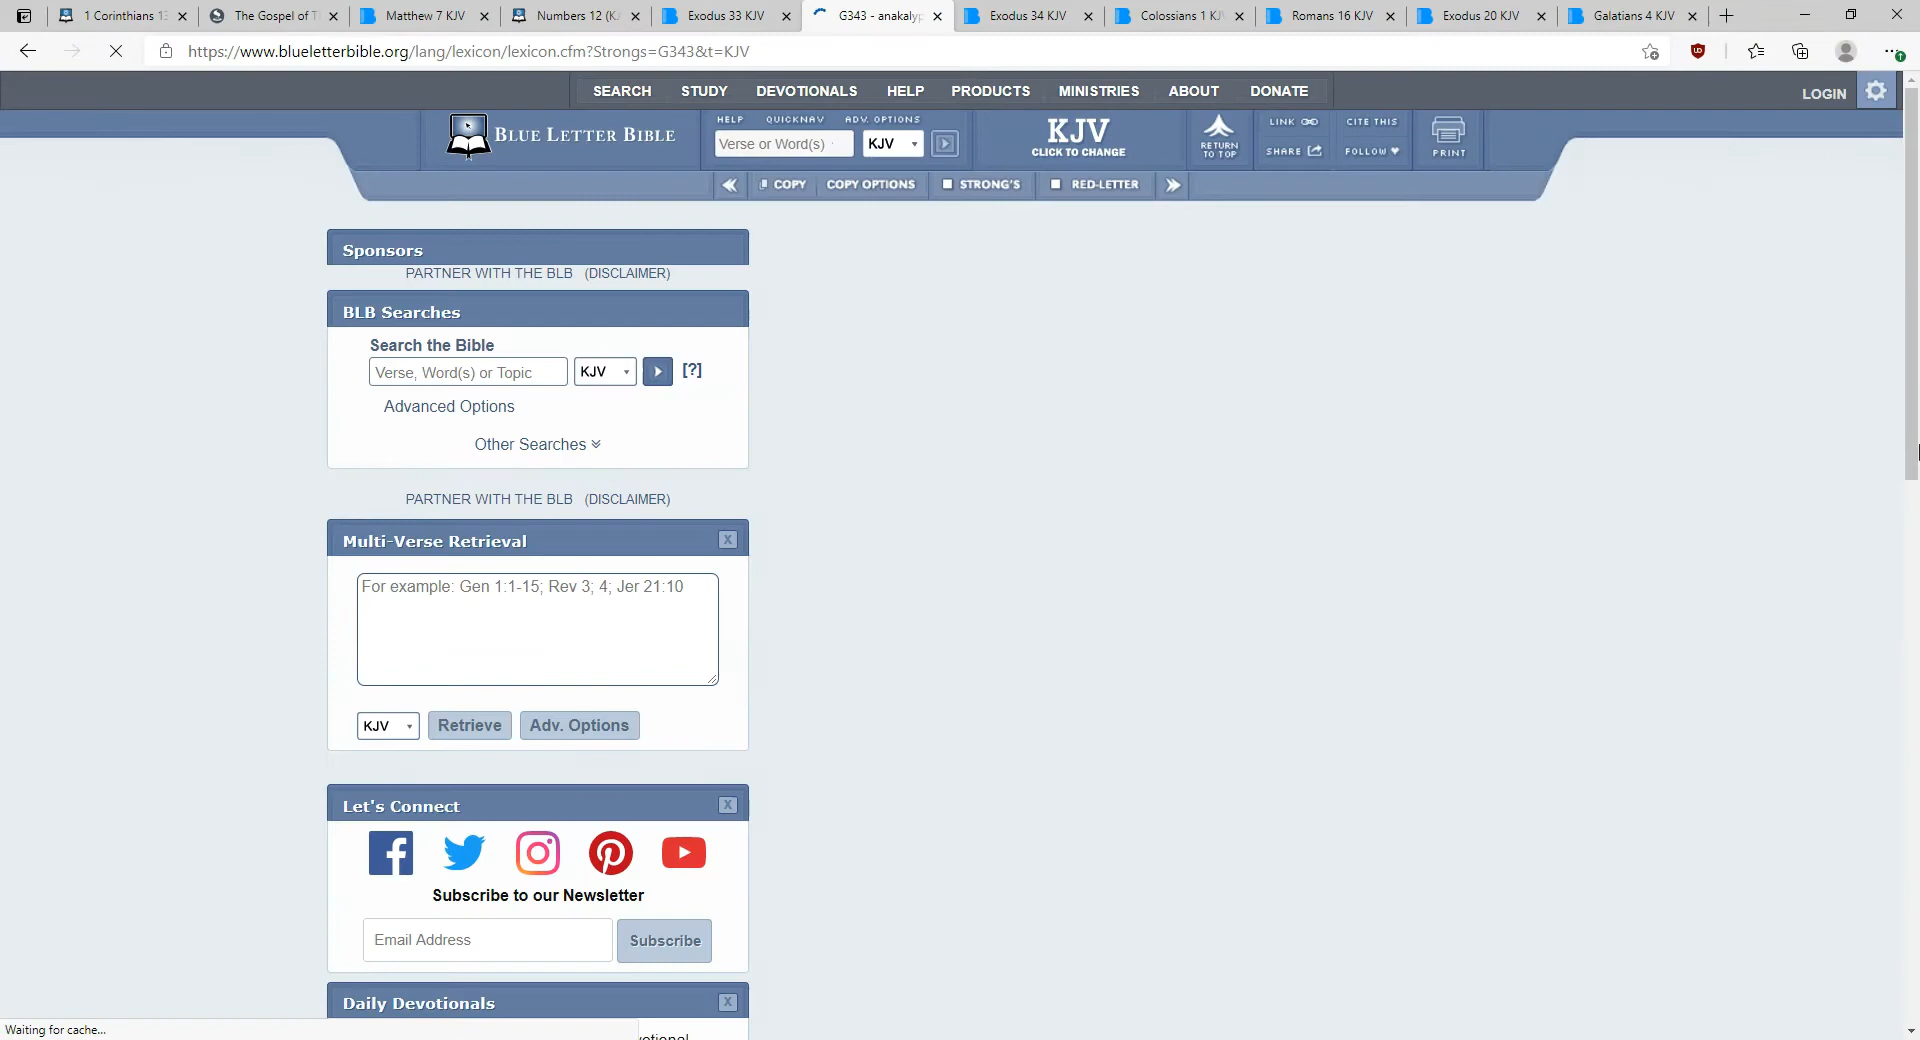 1 Corinthians 13
The Gospel of T
Matthew 7 KJV
Numbers 12 (KJ
Exodus 33 KJV
G343 - anakalyp
Exodus 34 KJV
Colossians 1 KJV
Romans 16 KJV
Exodus 20 KJV
Galatians 4 KJV
https://www.blueletterbible.org/lang/lexicon/lexicon.cfm?Strongs=G343&t=KJV
SEARCH STUDY DEVOTIONALS HELP PRODUCTS MINISTRIES ABOUT DONATE
LOGIN
BLUE LETTER BIBLE
HELP QUICKNAV ADV. OPTIONS
Verse or Word(s)
KJV
KJV
CLICK TO CHANGE
RETURN
TO TOP
LINK
CITE THIS
SHARE
FOLLOW
PRINT
COPY COPY OPTIONS STRONG'S RED-LETTER
Sponsors
PARTNER WITH THE BLB (DISCLAIMER)
BLB Searches
Search the Bible
Verse, Word(s) or Topic KJV [?]
Advanced Options
Other Searches
PARTNER WITH THE BLB (DISCLAIMER)
Multi-Verse Retrieval X
For example: Gen 1:1-15; Rev 3; 4; Jer 21:10
KJV Retrieve Adv. Options
Let's Connect X
Subscribe to our Newsletter
Email Address Subscribe
Daily Devotionals X
Waiting for cache...